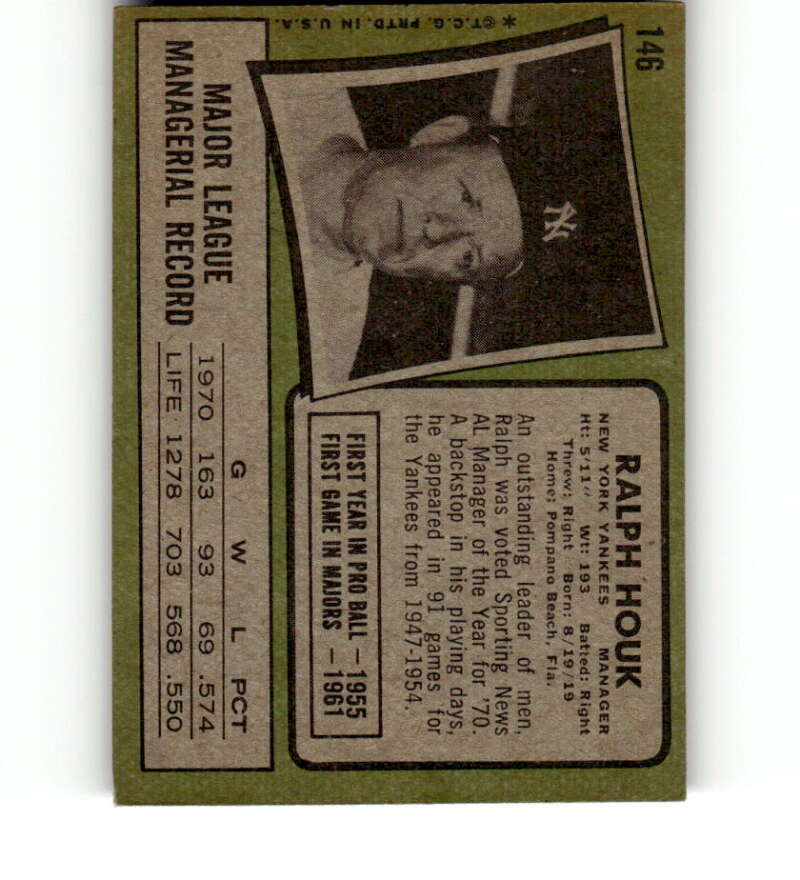 146
NY
RALPH HOUK
NEW YORK YANKEES MANAGER
Ht: 5'11" Wt: 193 Batted: Right
Threw: Right Born: 8/19/19
Home: Pompano Beach, Fla.
An outstanding leader of men,
Ralph was voted Sporting News
AL Manager of the Year for '70.
A backstop in his playing days,
he appeared in 91 games for
the Yankees from 1947-1954.
FIRST YEAR IN PRO BALL – 1955
FIRST GAME IN MAJORS – 1961
MAJOR LEAGUE
MANAGERIAL RECORD
G W L PCT
1970 163 93 69 .574
LIFE 1278 703 568 .550
* ©T.C.G. PRTD. IN U.S.A.